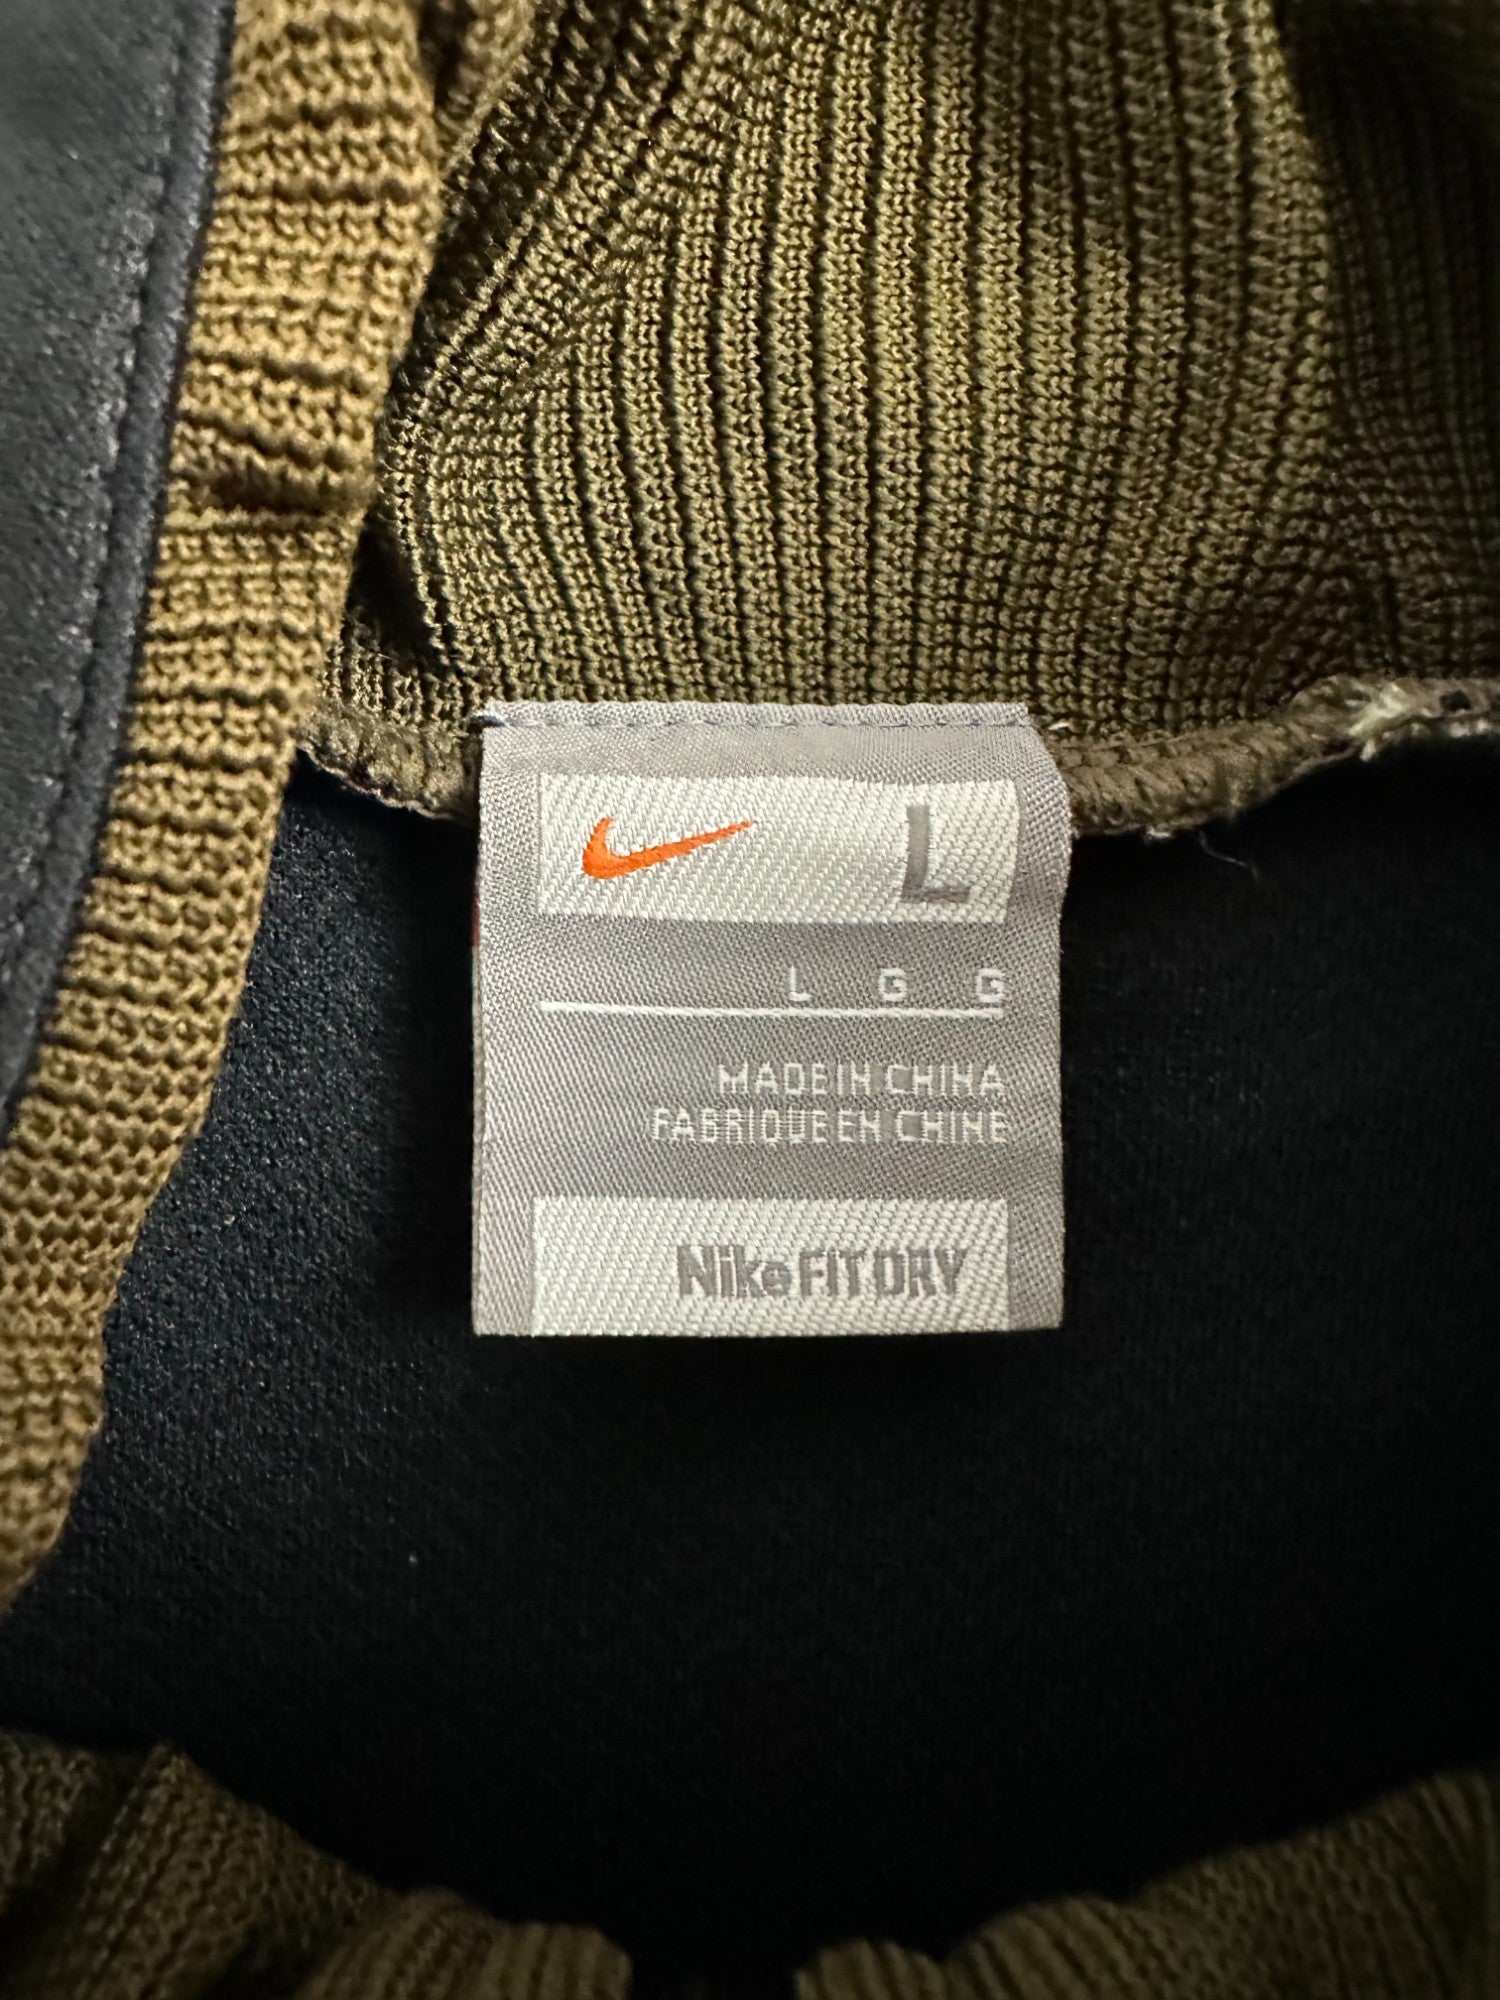 L
L G G
MADE IN CHINA
FABRIQUE EN CHINE
Nike FIT DRY